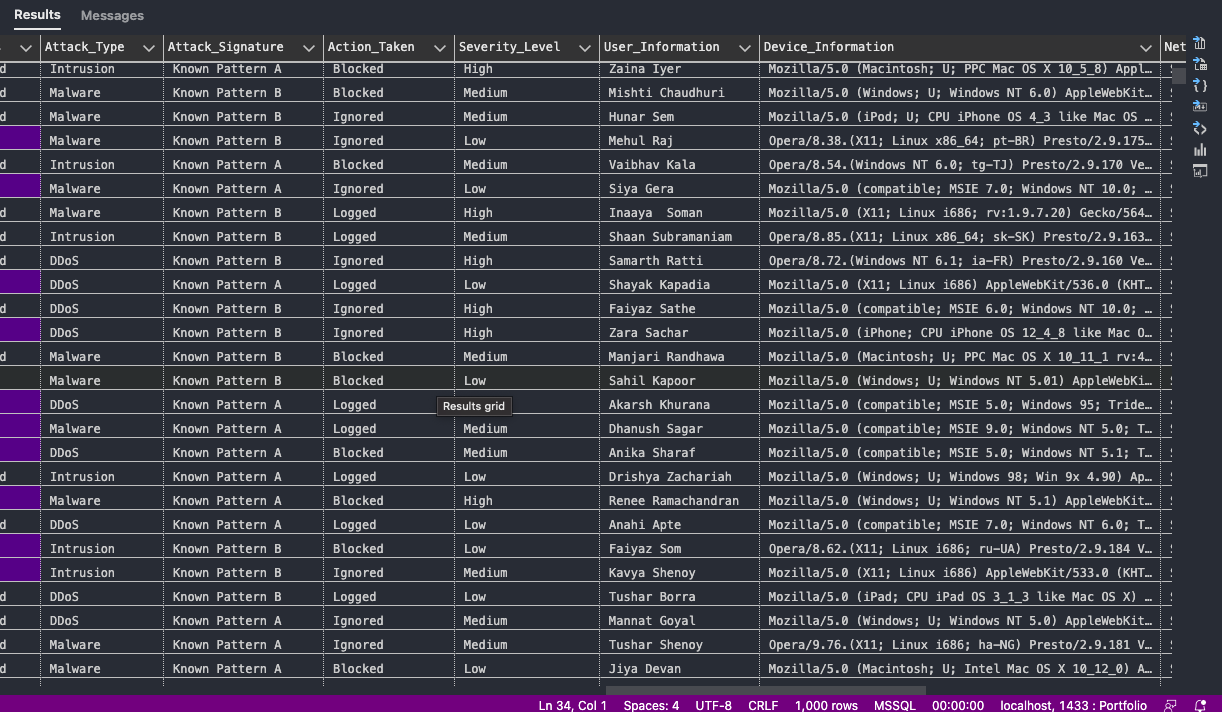 Results Messages
Attack_Type Attack_Signature Action_Taken Severity_Level User_Information Device_Information Net
d Intrusion Known Pattern A Blocked High Zaina Iyer Mozilla/5.0 (Macintosh; U; PPC Mac OS X 10_5_8) Appl…
d Malware Known Pattern B Blocked Medium Mishti Chaudhuri Mozilla/5.0 (Windows; U; Windows NT 6.0) AppleWebKit…
d Malware Known Pattern B Ignored Medium Hunar Sem Mozilla/5.0 (iPod; U; CPU iPhone OS 4_3 like Mac OS …
Malware Known Pattern B Ignored Low Mehul Raj Opera/8.38.(X11; Linux x86_64; pt-BR) Presto/2.9.175…
d Intrusion Known Pattern A Blocked Medium Vaibhav Kala Opera/8.54.(Windows NT 6.0; tg-TJ) Presto/2.9.170 Ve…
Malware Known Pattern A Ignored Low Siya Gera Mozilla/5.0 (compatible; MSIE 7.0; Windows NT 10.0; …
d Malware Known Pattern B Logged High Inaaya  Soman Mozilla/5.0 (X11; Linux i686; rv:1.9.7.20) Gecko/564…
d Intrusion Known Pattern B Logged Medium Shaan Subramaniam Opera/8.85.(X11; Linux x86_64; sk-SK) Presto/2.9.163…
d DDoS Known Pattern B Ignored High Samarth Ratti Opera/8.72.(Windows NT 6.1; ia-FR) Presto/2.9.160 Ve…
DDoS Known Pattern A Logged Low Shayak Kapadia Mozilla/5.0 (X11; Linux i686) AppleWebKit/536.0 (KHT…
d DDoS Known Pattern B Ignored High Faiyaz Sathe Mozilla/5.0 (compatible; MSIE 6.0; Windows NT 10.0; …
DDoS Known Pattern B Ignored High Zara Sachar Mozilla/5.0 (iPhone; CPU iPhone OS 12_4_8 like Mac O…
d Malware Known Pattern B Blocked Medium Manjari Randhawa Mozilla/5.0 (Macintosh; U; PPC Mac OS X 10_11_1 rv:4…
Malware Known Pattern B Blocked Low Sahil Kapoor Mozilla/5.0 (Windows; U; Windows NT 5.01) AppleWebKi…
DDoS Known Pattern A Logged Akarsh Khurana Mozilla/5.0 (compatible; MSIE 5.0; Windows 95; Tride…
Results grid
Malware Known Pattern A Logged Medium Dhanush Sagar Mozilla/5.0 (compatible; MSIE 9.0; Windows NT 5.0; T…
DDoS Known Pattern A Blocked Medium Anika Sharaf Mozilla/5.0 (compatible; MSIE 5.0; Windows NT 5.1; T…
d Intrusion Known Pattern A Logged Low Drishya Zachariah Mozilla/5.0 (Windows; U; Windows 98; Win 9x 4.90) Ap…
Malware Known Pattern A Blocked High Renee Ramachandran Mozilla/5.0 (Windows; U; Windows NT 5.1) AppleWebKit…
d DDoS Known Pattern A Logged Low Anahi Apte Mozilla/5.0 (compatible; MSIE 7.0; Windows NT 6.0; T…
Intrusion Known Pattern B Blocked Low Faiyaz Som Opera/8.62.(X11; Linux i686; ru-UA) Presto/2.9.184 V…
Intrusion Known Pattern B Ignored Medium Kavya Shenoy Mozilla/5.0 (X11; Linux i686) AppleWebKit/533.0 (KHT…
d DDoS Known Pattern B Logged Low Tushar Borra Mozilla/5.0 (iPad; CPU iPad OS 3_1_3 like Mac OS X) …
d DDoS Known Pattern A Ignored Medium Mannat Goyal Mozilla/5.0 (Windows; U; Windows NT 5.0) AppleWebKit…
d Malware Known Pattern A Ignored Medium Tushar Shenoy Opera/9.76.(X11; Linux i686; ha-NG) Presto/2.9.181 V…
d Malware Known Pattern A Blocked Low Jiya Devan Mozilla/5.0 (Macintosh; U; Intel Mac OS X 10_12_0) A…
Ln 34, Col 1 Spaces: 4 UTF-8 CRLF 1,000 rows MSSQL 00:00:00 localhost, 1433 : Portfolio